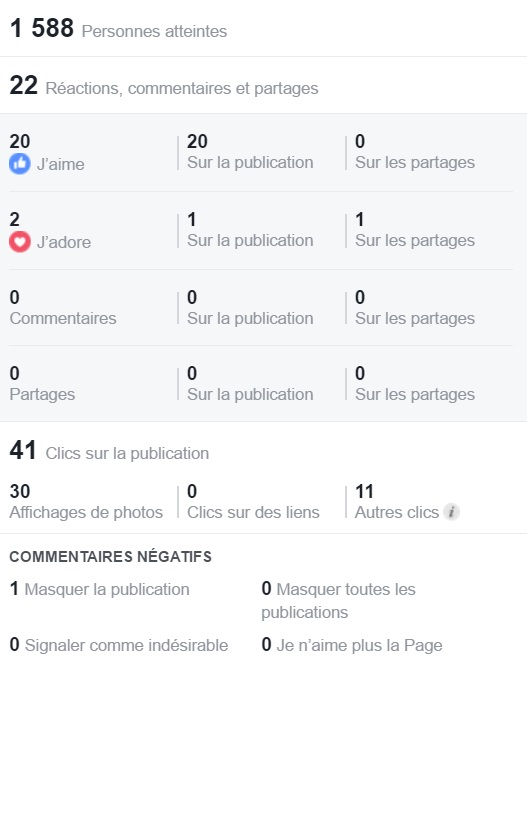 1 588 Personnes atteintes
22 Réactions, commentaires et partages
20 20 0
J’aime Sur la publication Sur les partages
2 1 1
J’adore Sur la publication Sur les partages
0 0 0
Commentaires Sur la publication Sur les partages
0 0 0
Partages Sur la publication Sur les partages
41 Clics sur la publication
30 0 11
Affichages de photos Clics sur des liens Autres clics i
COMMENTAIRES NÉGATIFS
1 Masquer la publication 0 Masquer toutes les
publications
0 Signaler comme indésirable 0 Je n’aime plus la Page